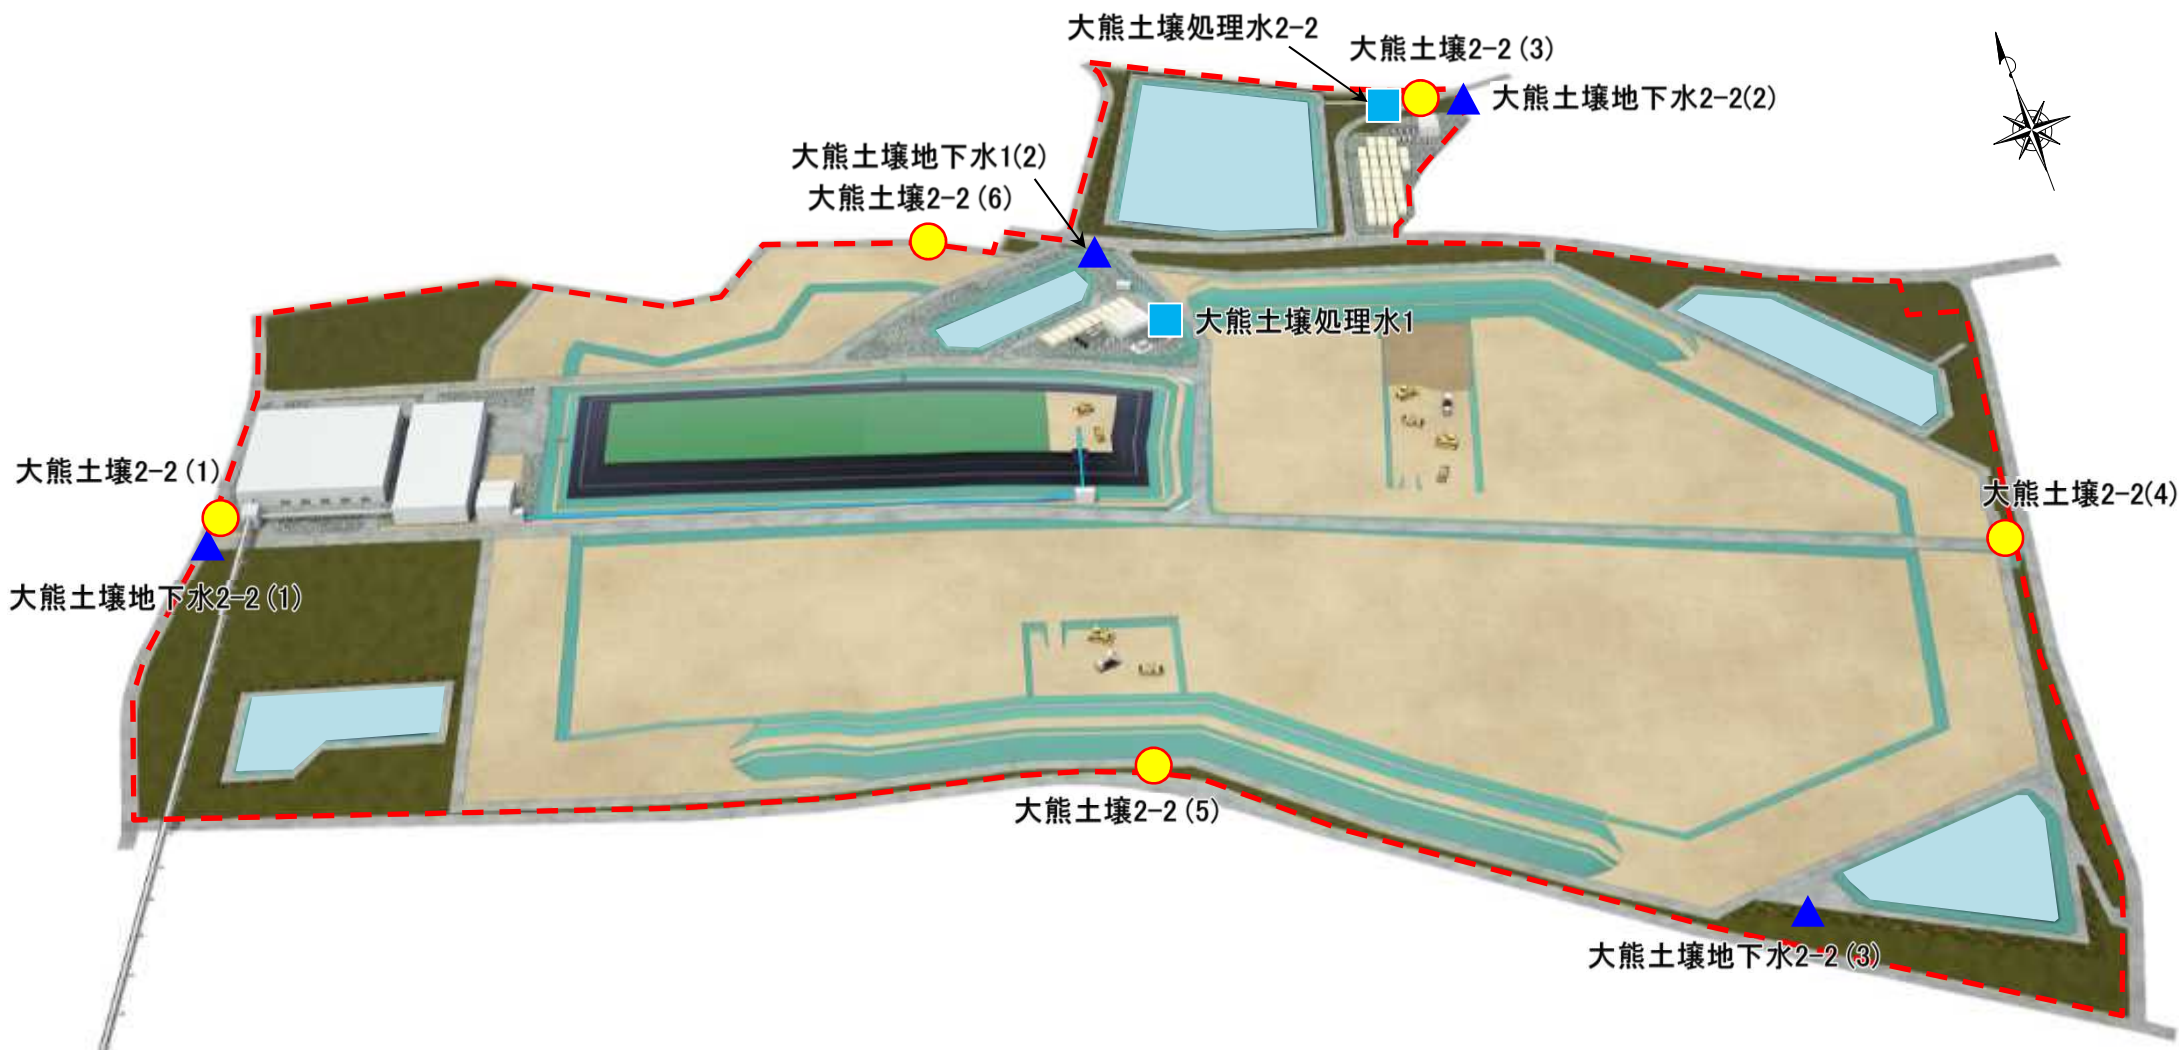 大熊土壌処理水2-2
大熊土壌2-2(3)
大熊土壌地下水2-2(2)
大熊土壌地下水1(2)
大熊土壌2-2(6)
大熊土壌処理水1
大熊土壌2-2(1)
大熊土壌2-2(4)
大熊土壌地下水2-2(1)
大熊土壌2-2(5)
大熊土壌地下水2-2(3)